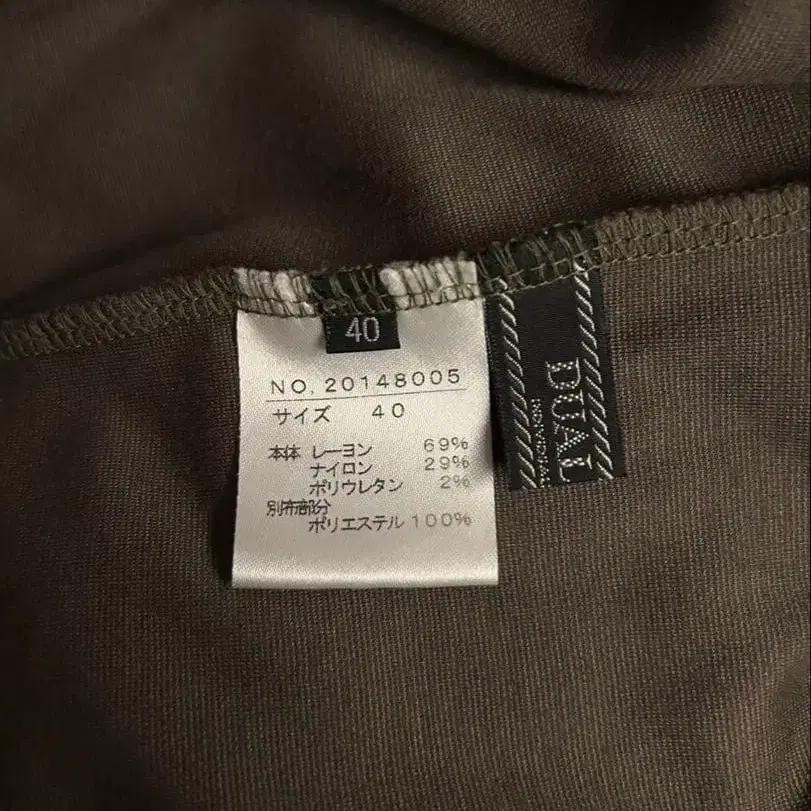 40
NO. 20148005
サイズ 40
本体 レーヨン 69%
ナイロン 29%
ポリウレタン 2%
別布部分
ポリエステル 100%
DUAL